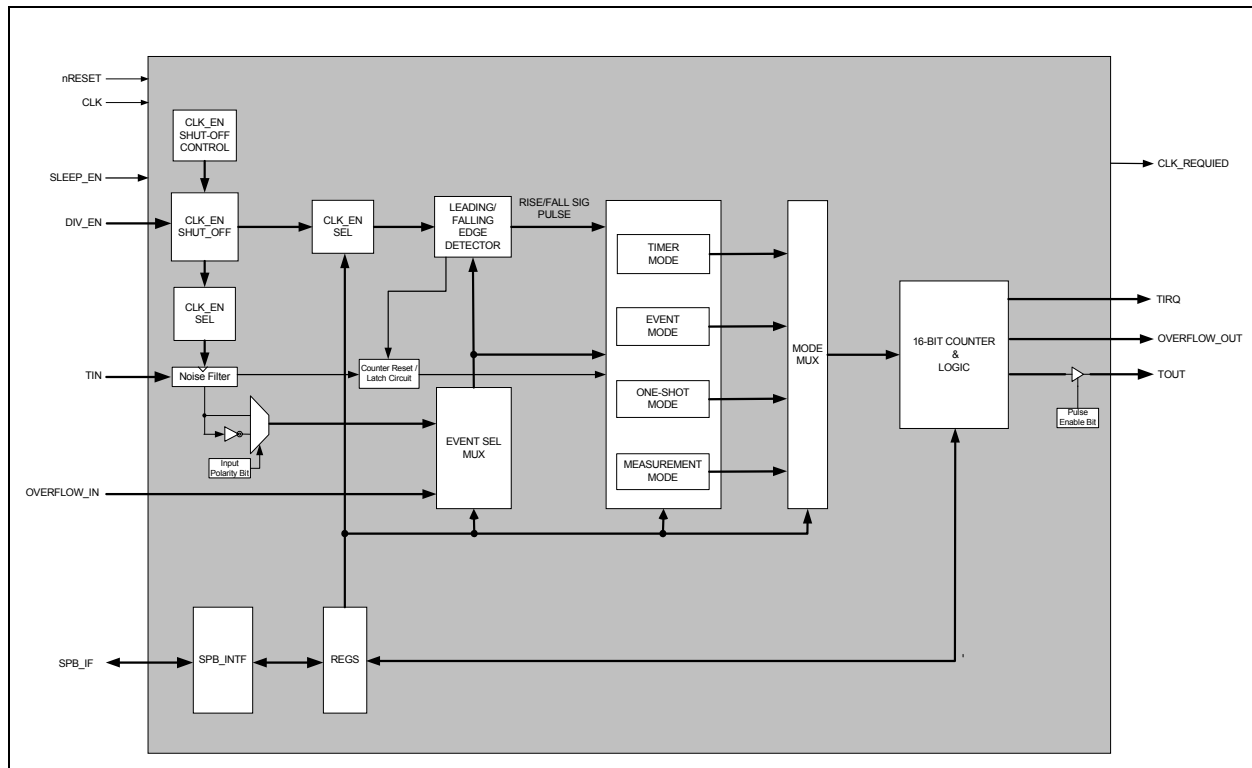 nRESET
CLK
SLEEP_EN
DIV_EN
TIN
OVERFLOW_IN
SPB_IF
CLK_EN
SHUT-OFF
CONTROL
CLK_EN
SHUT_OFF
CLK_EN
SEL
Noise Filter
Input
Polarity Bit
CLK_EN
SEL
LEADING/
FALLING
EDGE
DETECTOR
RISE/FALL SIG
PULSE
Counter Reset /
Latch Circuit
EVENT SEL
MUX
TIMER
MODE
EVENT
MODE
ONE-SHOT
MODE
MEASUREMENT
MODE
MODE
MUX
16-BIT COUNTER
&
LOGIC
Pulse
Enable Bit
SPB_INTF
REGS
CLK_REQUIED
TIRQ
OVERFLOW_OUT
TOUT